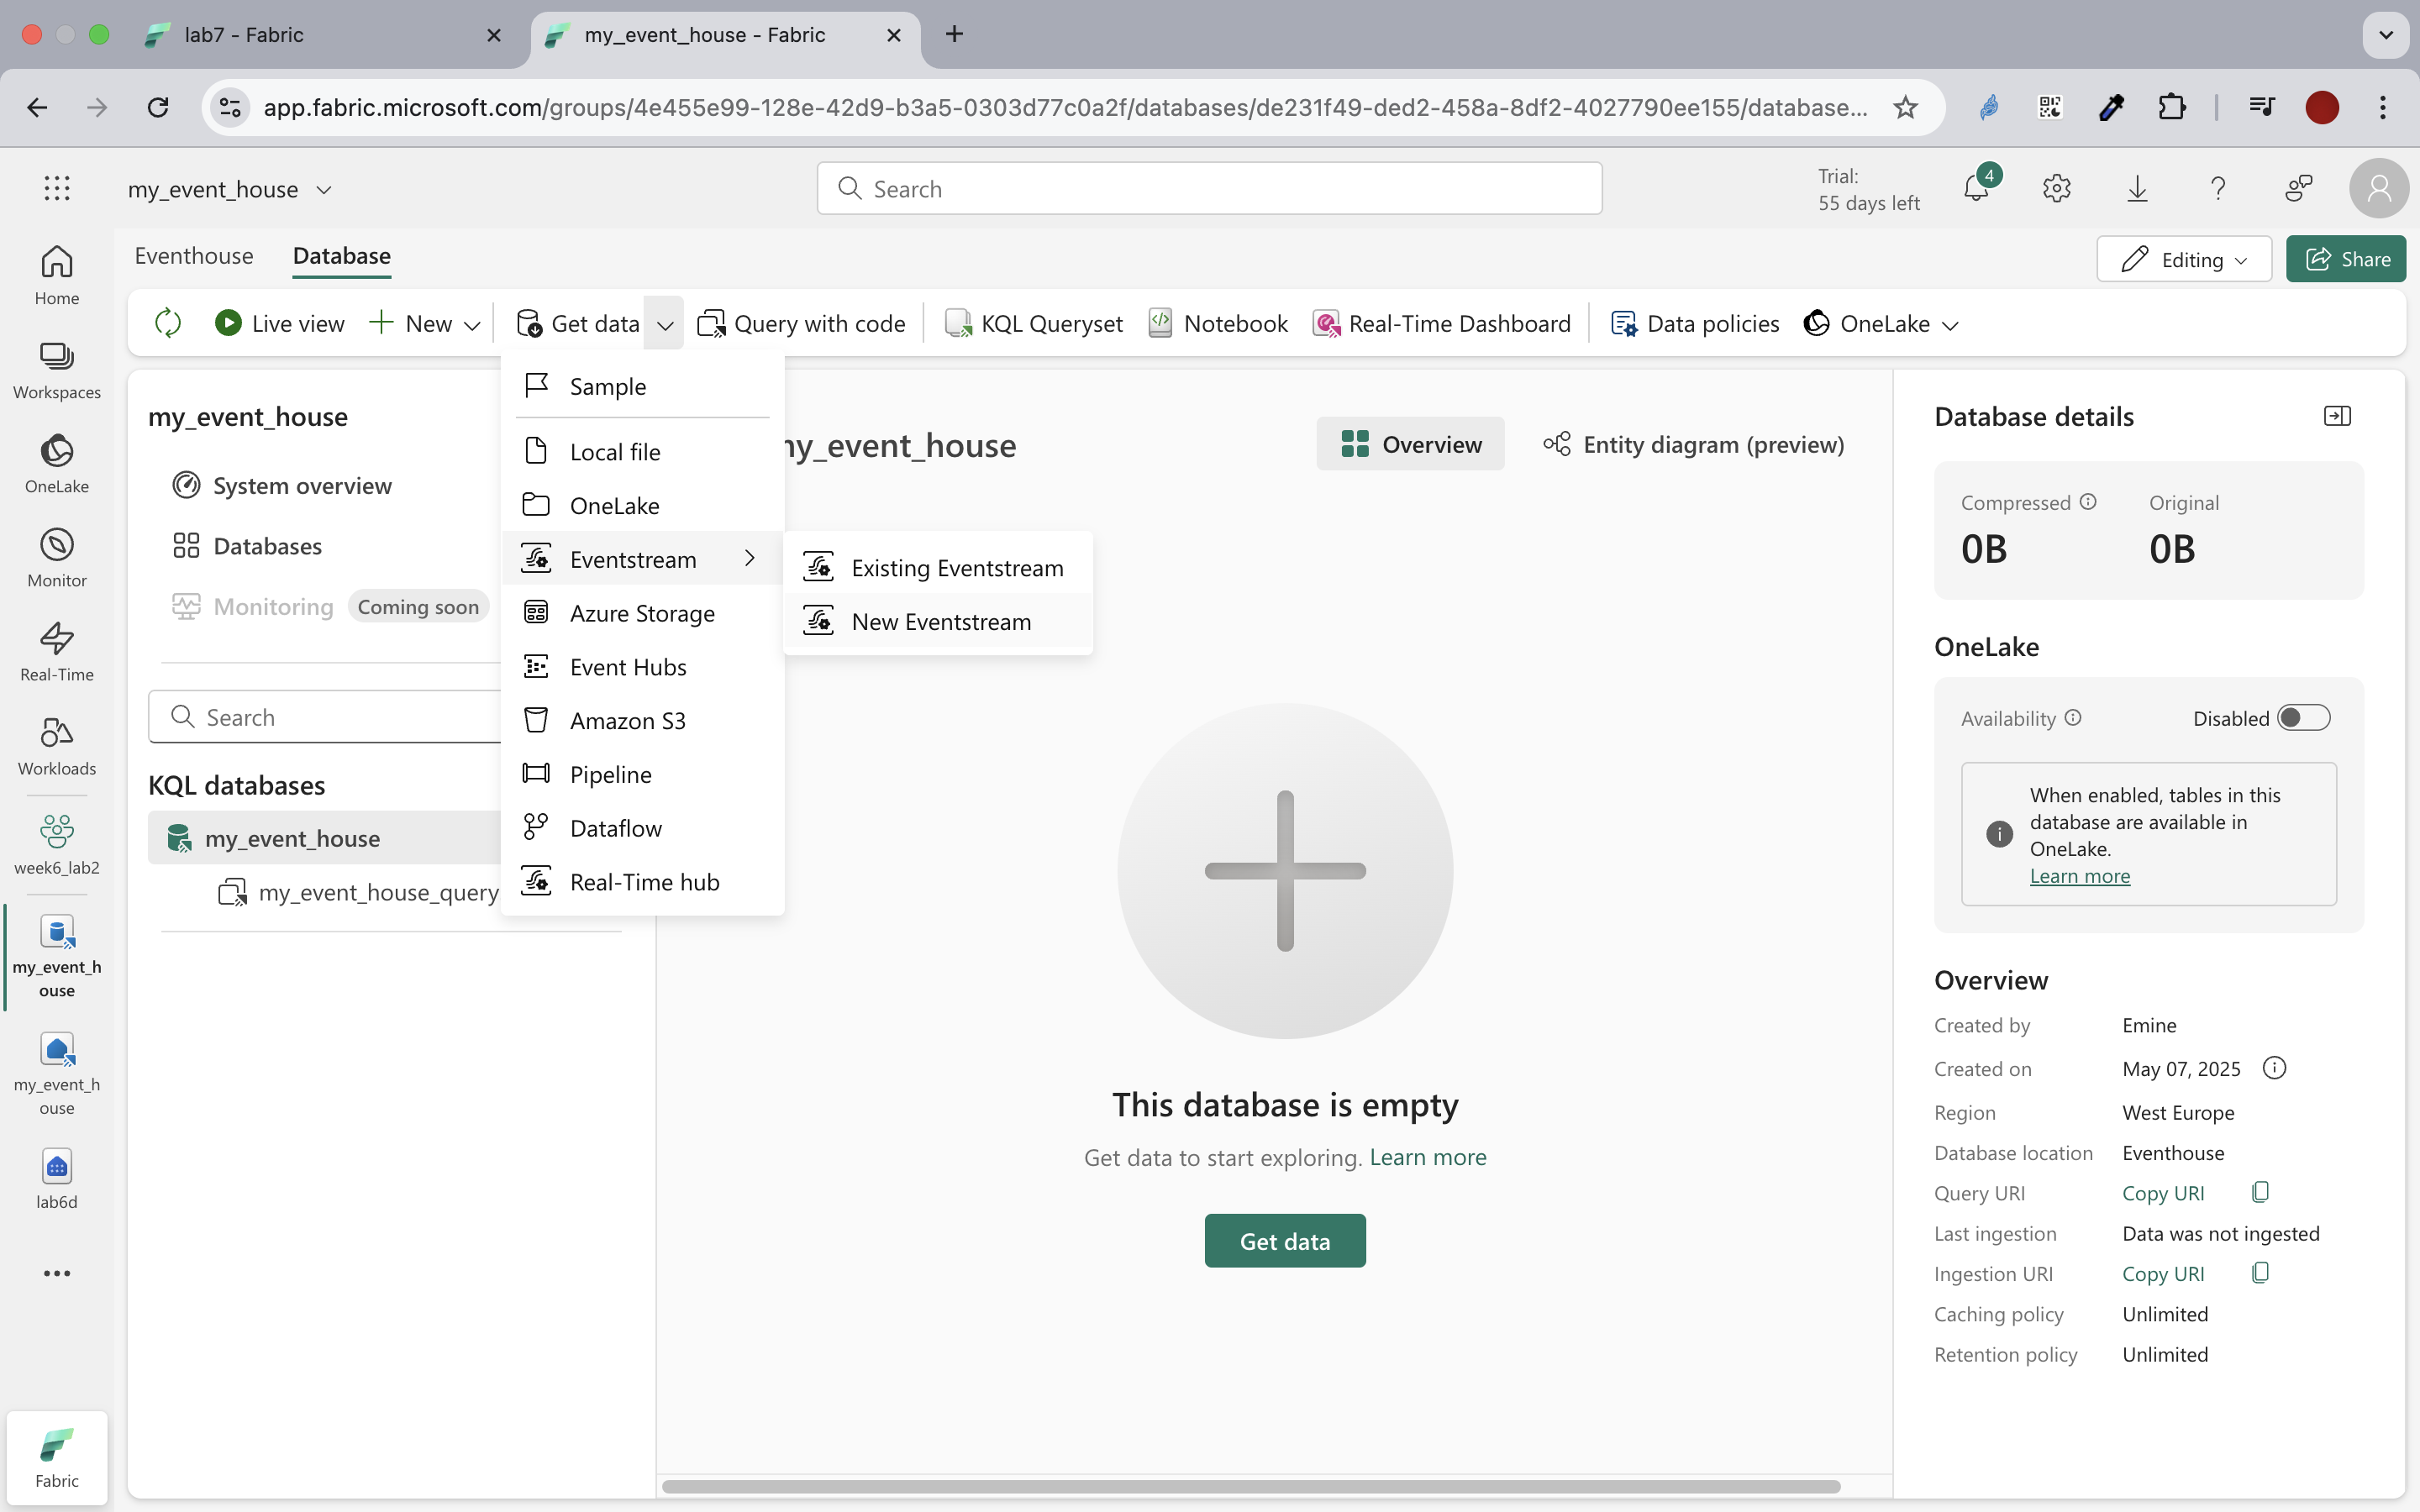 lab7 - Fabric
my_event_house - Fabric
app.fabric.microsoft.com/groups/4e455e99-128e-42d9-b3a5-0303d77c0a2f/databases/de231f49-ded2-458a-8df2-4027790ee155/database...
my_event_house
Search
Trial:
55 days left
4
Eventhouse
Database
Editing
Share
Live view
New
Get data
Query with code
KQL Queryset
Notebook
Real-Time Dashboard
Data policies
OneLake
Home
Workspaces
OneLake
Monitor
Real-Time
Workloads
week6_lab2
my_event_h
ouse
my_event_h
ouse
lab6d
Fabric
my_event_house
System overview
Databases
Monitoring
Coming soon
Search
KQL databases
my_event_house
my_event_house_query
Sample
Local file
OneLake
Eventstream
Azure Storage
Event Hubs
Amazon S3
Pipeline
Dataflow
Real-Time hub
Existing Eventstream
New Eventstream
my_event_house
Overview
Entity diagram (preview)
This database is empty
Get data to start exploring. Learn more
Get data
Database details
Compressed
Original
0B
0B
OneLake
Availability
Disabled
When enabled, tables in this
database are available in
OneLake.
Learn more
Overview
Created by Emine
Created on May 07, 2025
Region West Europe
Database location Eventhouse
Query URI Copy URI
Last ingestion Data was not ingested
Ingestion URI Copy URI
Caching policy Unlimited
Retention policy Unlimited